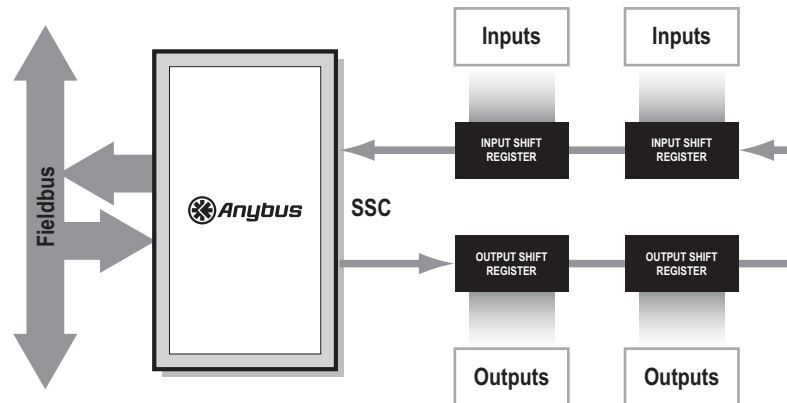 Inputs
Inputs
INPUT SHIFT
REGISTER
INPUT SHIFT
REGISTER
Fieldbus
Anybus
SSC
OUTPUT SHIFT
REGISTER
OUTPUT SHIFT
REGISTER
Outputs
Outputs